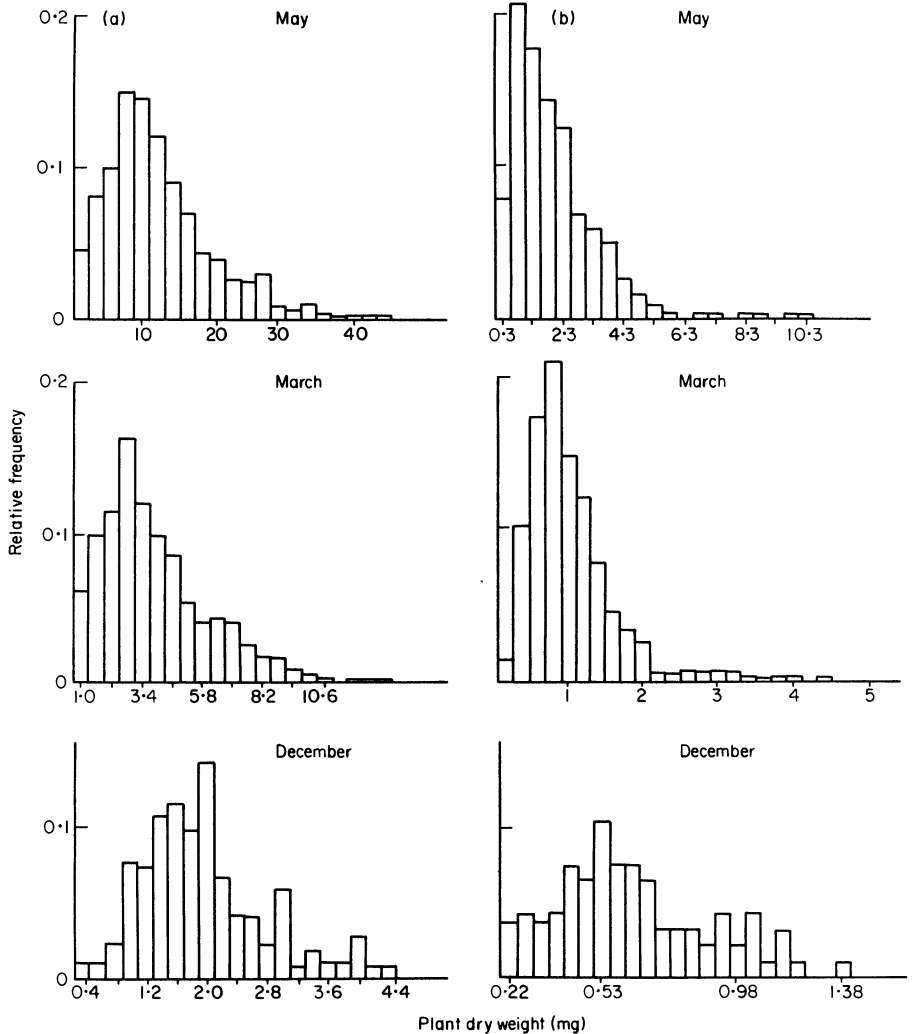 (a) May
0·2
0·1
0
10 20 30 40
(b) May
0·3 2·3 4·3 6·3 8·3 10·3
Relative frequency
March
0·2
0·1
0
1·0 3·4 5·8 8·2 10·6
March
1 2 3 4 5
December
0·1
0
0·4 1·2 2·0 2·8 3·6 4·4
December
0·22 0·53 0·98 1·38
Plant dry weight (mg)